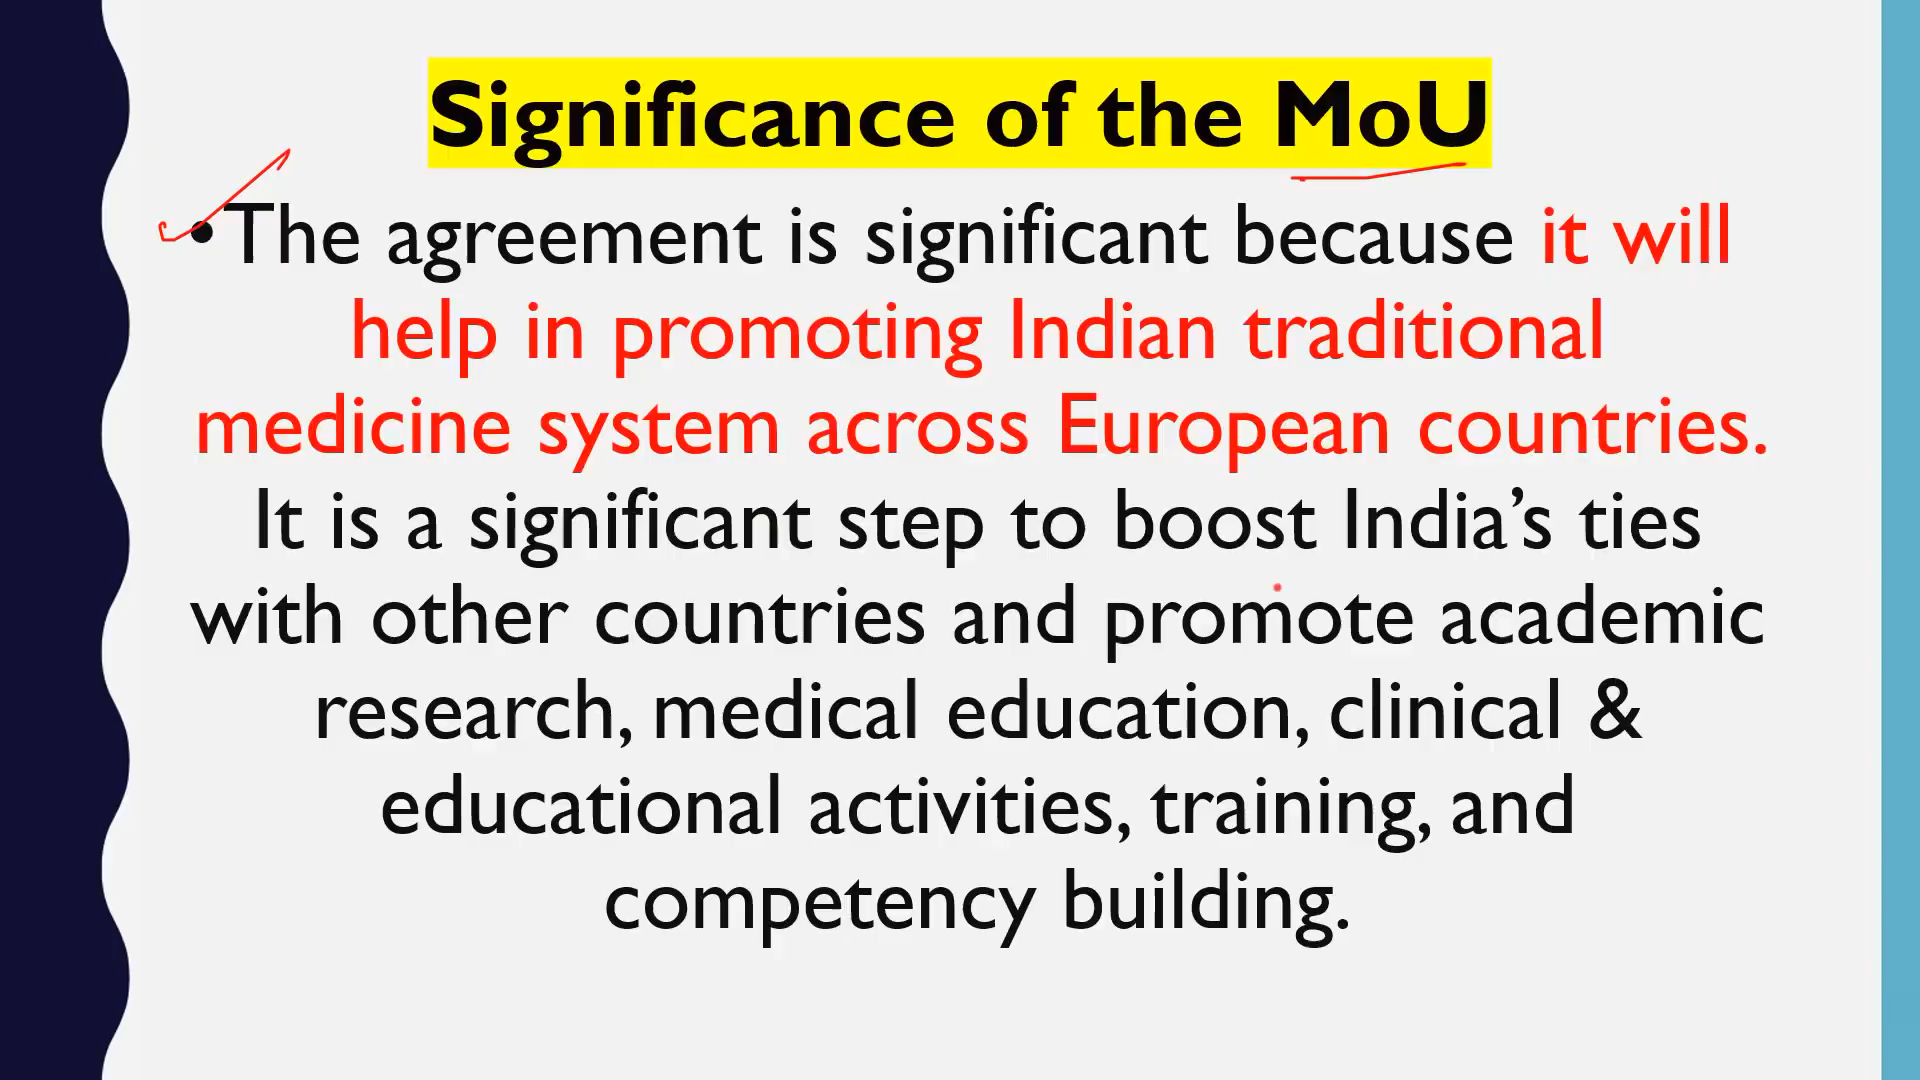 Significance of the MoU
•The agreement is significant because it will
help in promoting Indian traditional
medicine system across European countries.
It is a significant step to boost India’s ties
with other countries and promote academic
research, medical education, clinical &
educational activities, training, and
competency building.